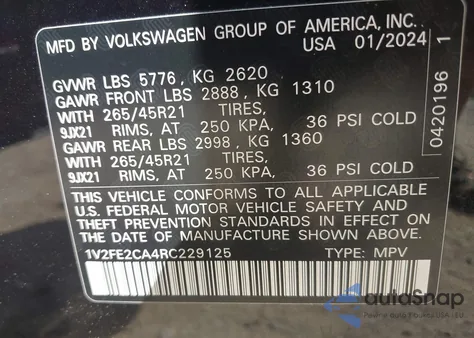 MFD BY VOLKSWAGEN GROUP OF AMERICA, INC.
USA 01/2024
GVWR LBS 5776, KG 2620
GAWR FRONT LBS 2888, KG 1310
WITH 265/45R21 TIRES,
9JX21 RIMS, AT 250 KPA, 36 PSI COLD
GAWR REAR LBS 2998, KG 1360
WITH 265/45R21 TIRES,
9JX21 RIMS, AT 250 KPA, 36 PSI COLD
THIS VEHICLE CONFORMS TO ALL APPLICABLE
U.S. FEDERAL MOTOR VEHICLE SAFETY AND
THEFT PREVENTION STANDARDS IN EFFECT ON
THE DATE OF MANUFACTURE SHOWN ABOVE.
1V2FE2CA4RC229125 TYPE: MPV
0420196 1
autoSnap